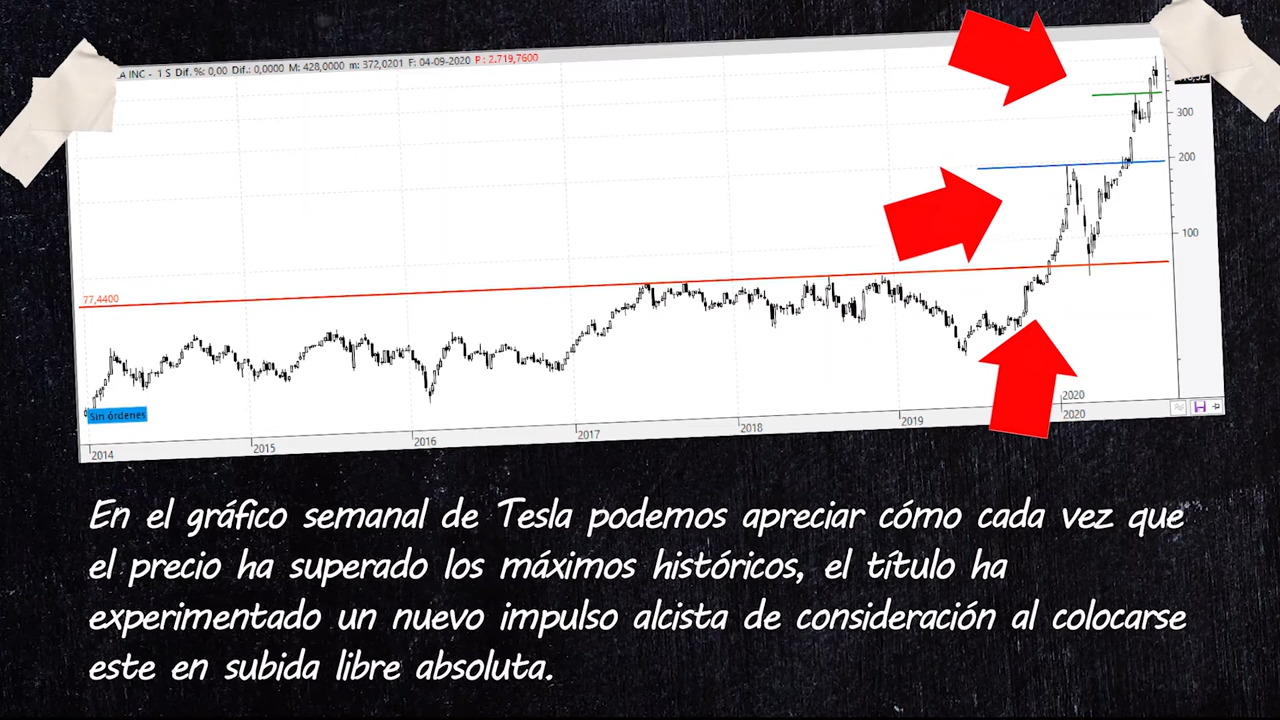 LA INC - 1 S Dif. %: 0,00 Dif.: 0,0000 M: 428,0000 m: 372,0201 F: 04-09-2020 P: 2.719,7600
300
200
100
77,4400
Sin órdenes
2020
2014 2015 2016 2017 2018 2019 2020
En el gráfico semanal de Tesla podemos apreciar cómo cada vez que
el precio ha superado los máximos históricos, el título ha
experimentado un nuevo impulso alcista de consideración al colocarse
este en subida libre absoluta.